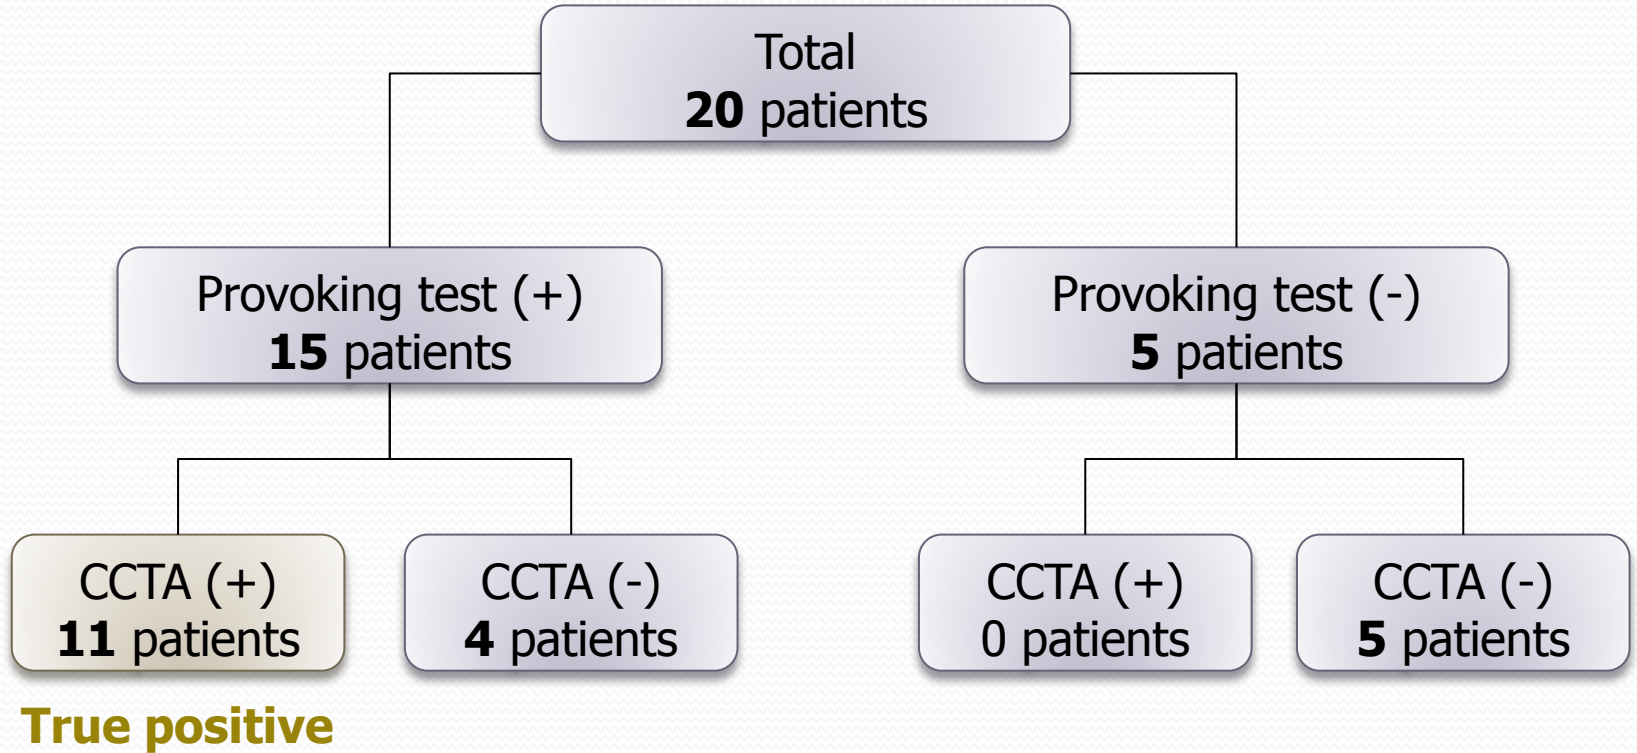 Total
20 patients
Provoking test (+)
15 patients
Provoking test (-)
5 patients
CCTA (+)
11 patients
CCTA (-)
4 patients
CCTA (+)
0 patients
CCTA (-)
5 patients
True positive